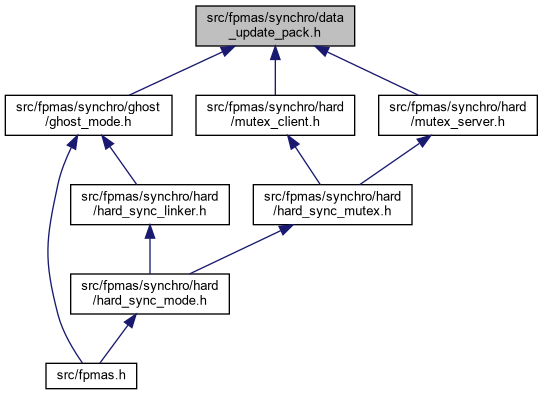 src/fpmas/synchro/data
_update_pack.h
src/fpmas/synchro/ghost
/ghost_mode.h
src/fpmas/synchro/hard
/mutex_client.h
src/fpmas/synchro/hard
/mutex_server.h
src/fpmas/synchro/hard
/hard_sync_linker.h
src/fpmas/synchro/hard
/hard_sync_mutex.h
src/fpmas/synchro/hard
/hard_sync_mode.h
src/fpmas.h